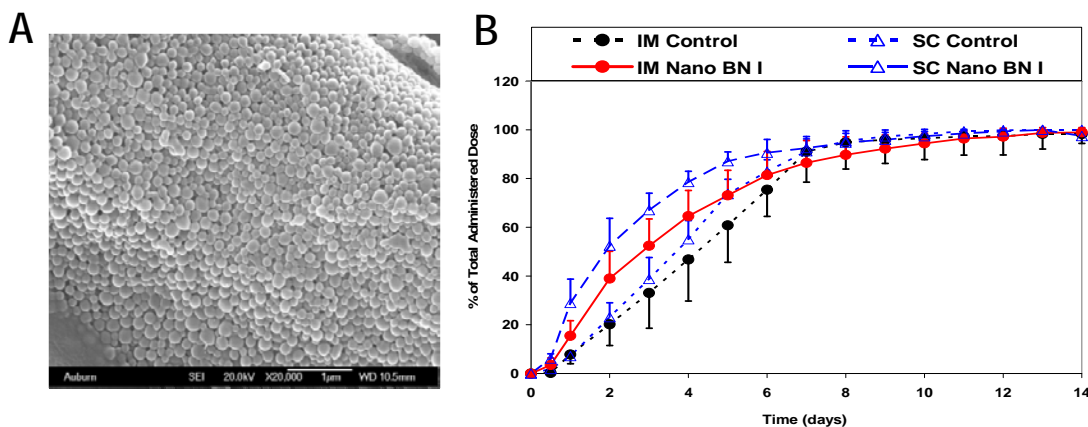 A
Auburn SEI 20.0kV X20,000 1μm WD 10.5mm
B
IM Control SC Control
IM Nano BN I SC Nano BN I
120
100
80
60
40
20
0
% of Total Administered Dose
0 2 4 6 8 10 12 14
Time (days)